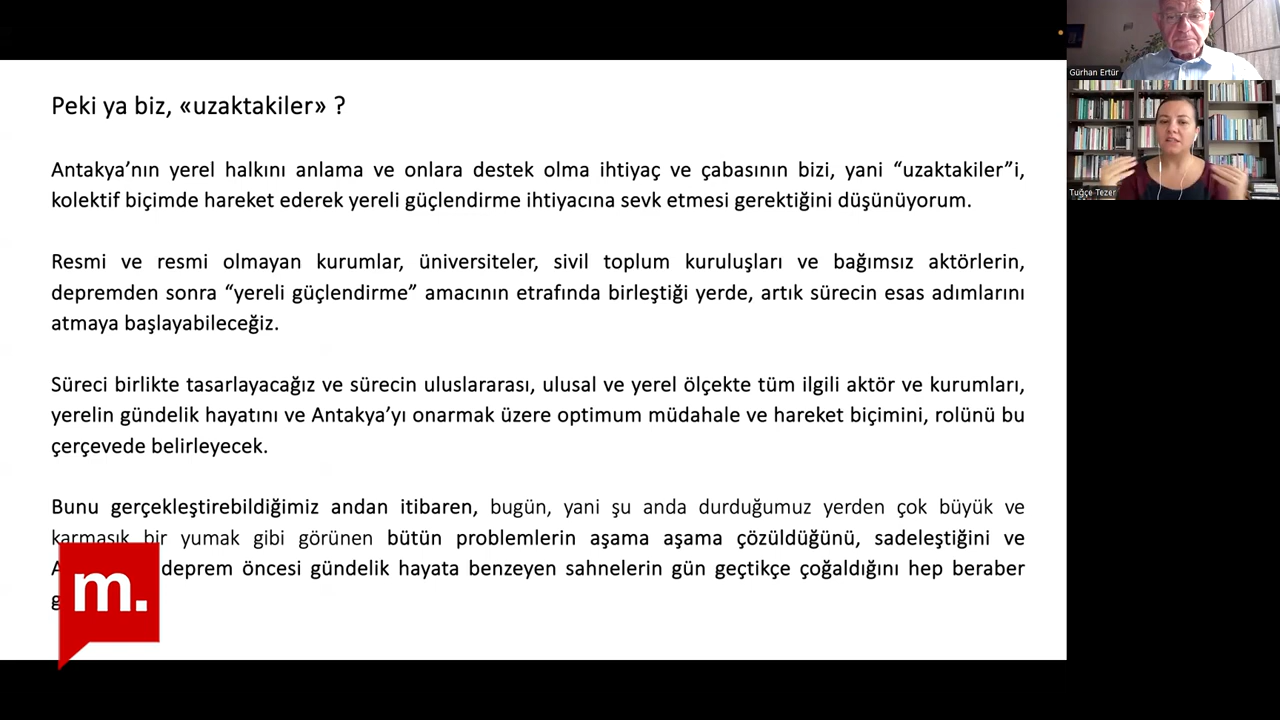 Peki ya biz, «uzaktakiler» ?
Antakya’nın yerel halkını anlama ve onlara destek olma ihtiyaç ve çabasının bizi, yani “uzaktakiler”i,
kolektif biçimde hareket ederek yereli güçlendirme ihtiyacına sevk etmesi gerektiğini düşünüyorum.
Resmi ve resmi olmayan kurumlar, üniversiteler, sivil toplum kuruluşları ve bağımsız aktörlerin,
depremden sonra “yereli güçlendirme” amacının etrafında birleştiği yerde, artık sürecin esas adımlarını
atmaya başlayabileceğiz.
Süreci birlikte tasarlayacağız ve sürecin uluslararası, ulusal ve yerel ölçekte tüm ilgili aktör ve kurumları,
yerelin gündelik hayatını ve Antakya’yı onarmak üzere optimum müdahale ve hareket biçimini, rolünü bu
çerçevede belirleyecek.
Bunu gerçekleştirebildiğimiz andan itibaren, bugün, yani şu anda durduğumuz yerden çok büyük ve
karmaşık bir yumak gibi görünen bütün problemlerin aşama aşama çözüldüğünü, sadeleştiğini ve
deprem öncesi gündelik hayata benzeyen sahnelerin gün geçtikçe çoğaldığını hep beraber
m.
Gürhan Ertür
Tuğçe Tezer